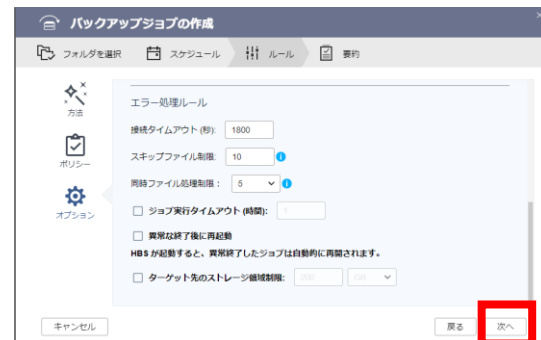 バックアップジョブの作成
フォルダを選択 スケジュール ルール 要約
方法
ポリシー
オプション
エラー処理ルール
接続タイムアウト (秒): 1800
スキップファイル制限: 10
同時ファイル処理制限： 5
ジョブ実行タイムアウト (時間): 1
異常な終了後に再起動
HBS が起動すると、異常終了したジョブは自動的に再開されます。
ターゲット先のストレージ領域制限:
キャンセル 戻る 次へ